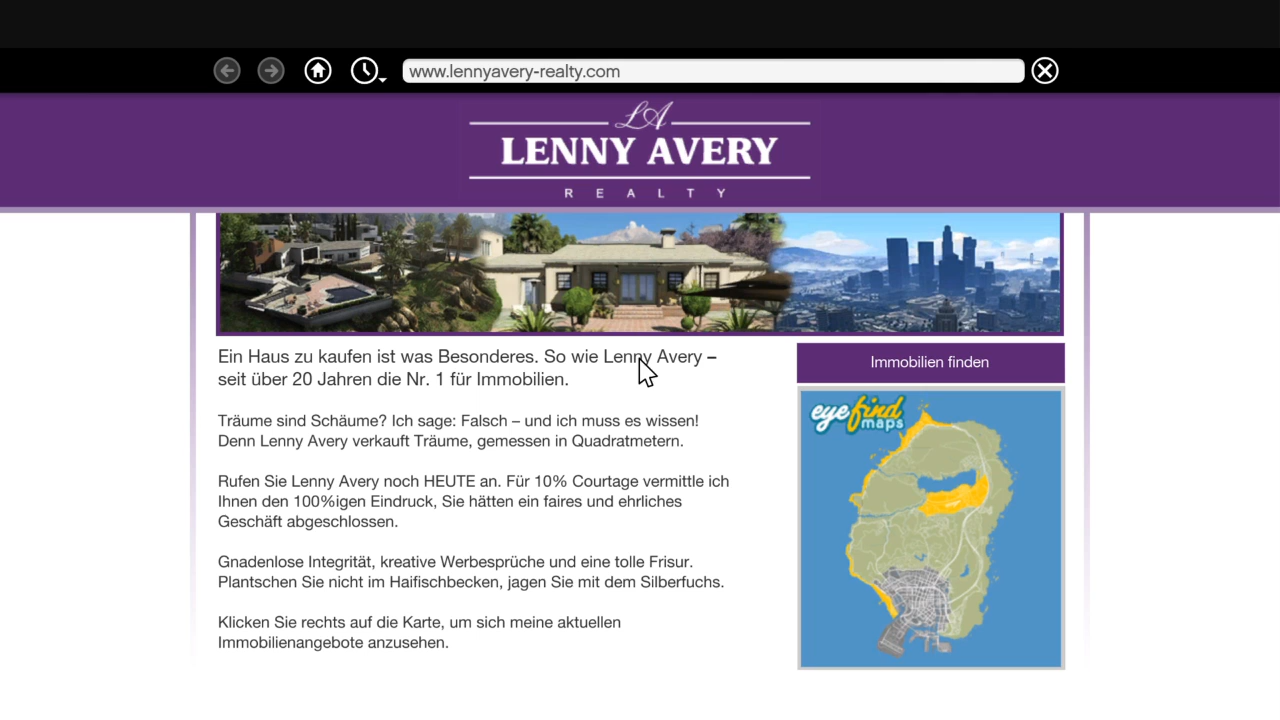 www.lennyavery-realty.com
LA
LENNY AVERY
REALTY
Ein Haus zu kaufen ist was Besonderes. So wie Lenny Avery –
seit über 20 Jahren die Nr. 1 für Immobilien.
Träume sind Schäume? Ich sage: Falsch – und ich muss es wissen!
Denn Lenny Avery verkauft Träume, gemessen in Quadratmetern.
Rufen Sie Lenny Avery noch HEUTE an. Für 10% Courtage vermittle ich
Ihnen den 100%igen Eindruck, Sie hätten ein faires und ehrliches
Geschäft abgeschlossen.
Gnadenlose Integrität, kreative Werbesprüche und eine tolle Frisur.
Plantschen Sie nicht im Haifischbecken, jagen Sie mit dem Silberfuchs.
Klicken Sie rechts auf die Karte, um sich meine aktuellen
Immobilienangebote anzusehen.
Immobilien finden
eyefind
maps